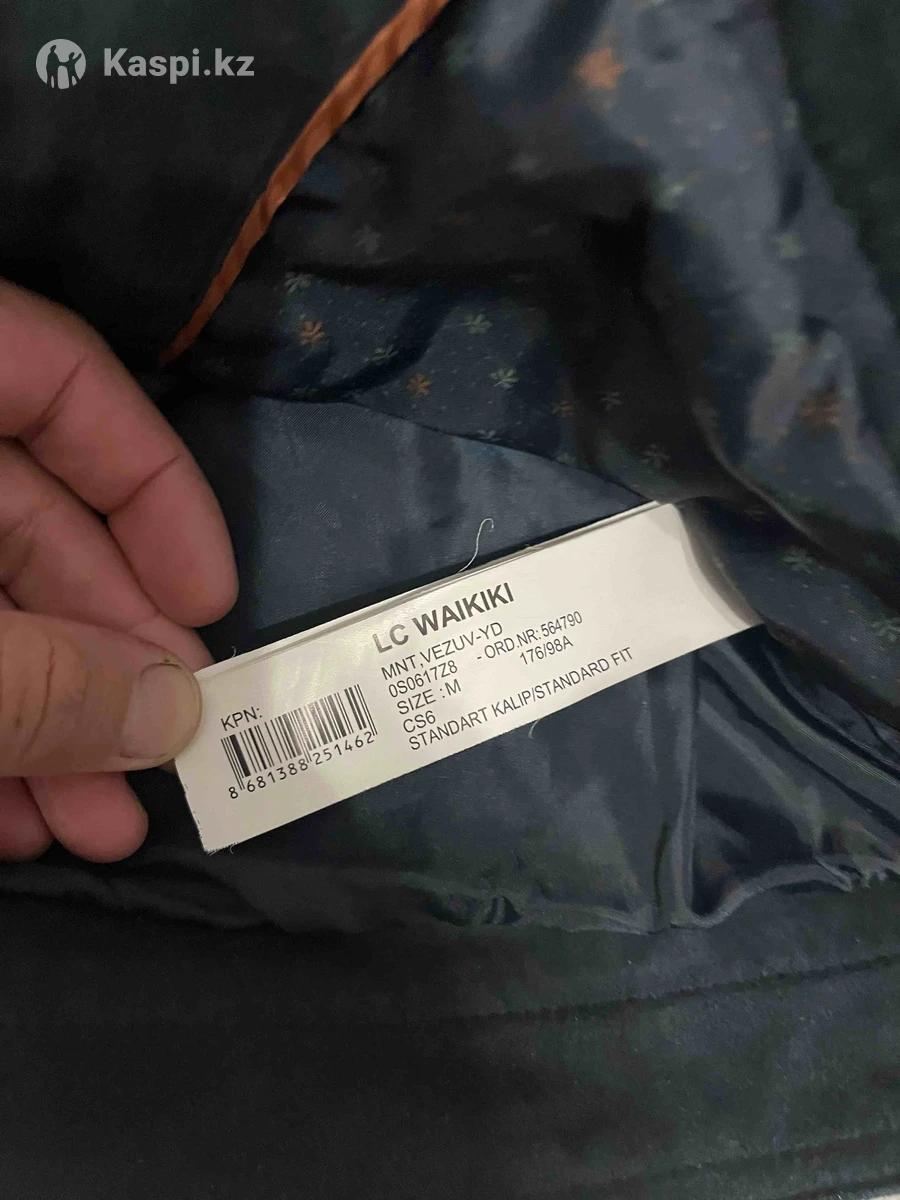 Kaspi.kz
LC WAIKIKI
MNT,VEZUV-YD
0S0617Z8 -ORD.NR:564790
SIZE : M 176/98A
CS6
STANDART KALIP/STANDARD FIT
KPN:
8 681388 251462